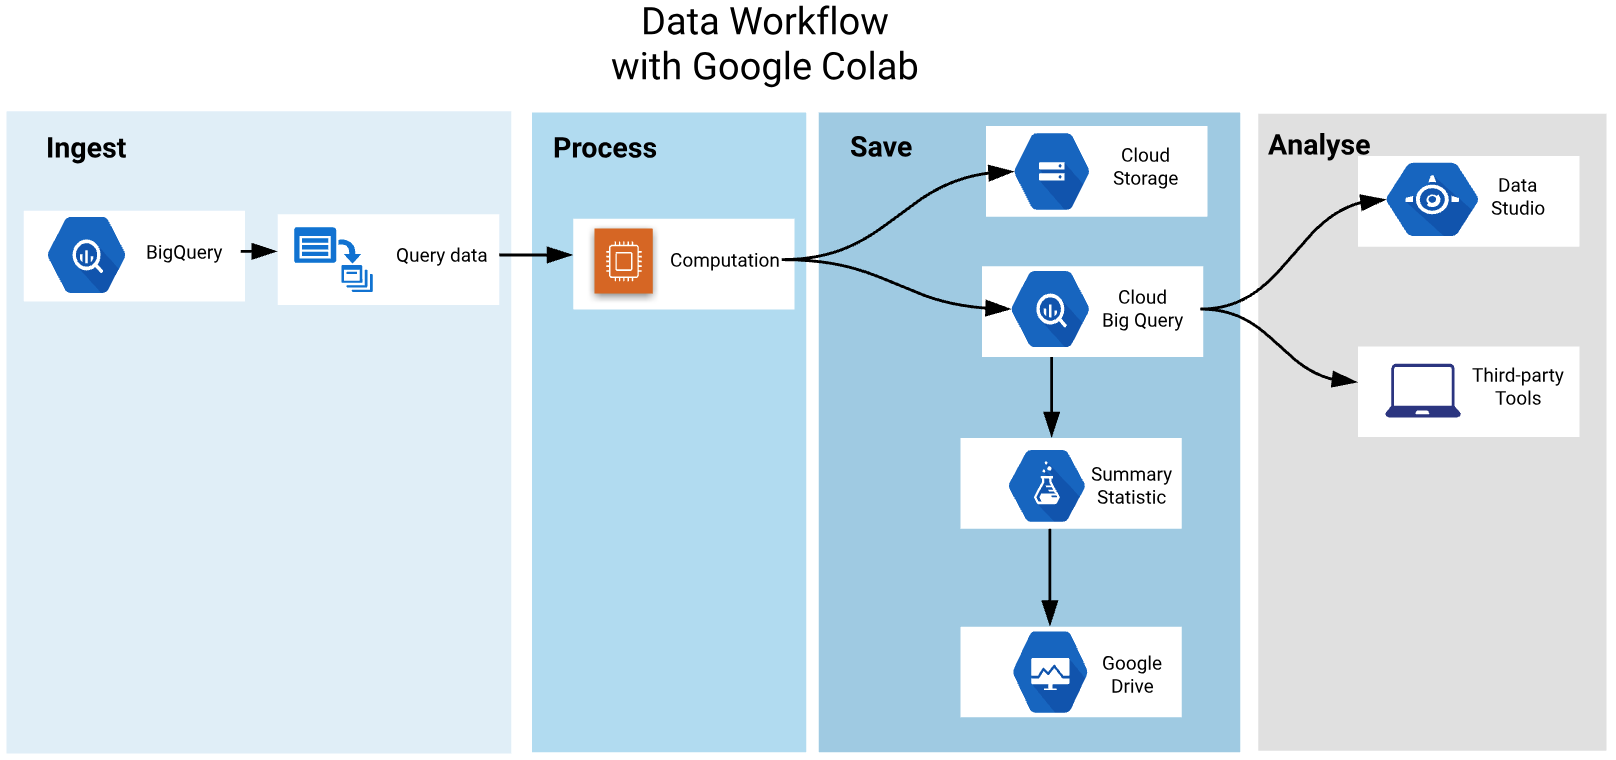 Data Workflow
with Google Colab
Ingest
BigQuery
Query data
Process
Computation
Save
Cloud
Storage
Cloud
Big Query
Summary
Statistic
Google
Drive
Analyse
Data
Studio
Third-party
Tools